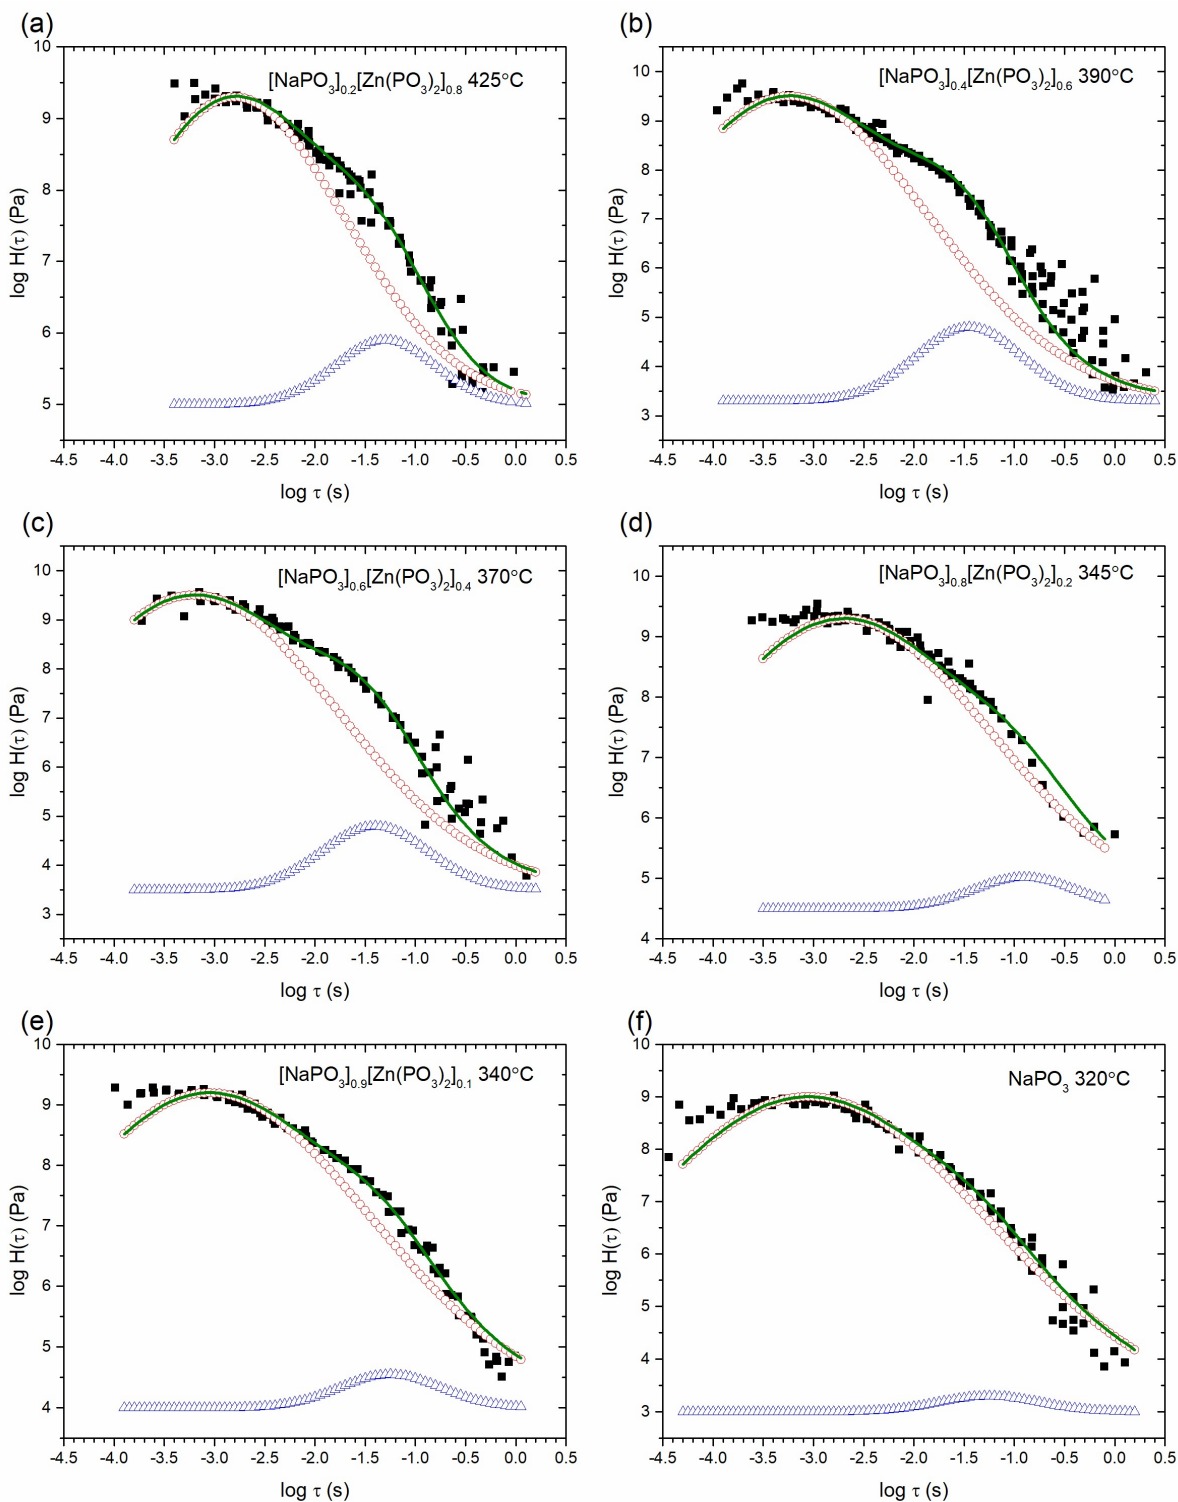 (a)
[NaPO3]0.2[Zn(PO3)2]0.8 425°C
10
9
8
7
6
5
log H(τ) (Pa)
-4.5 -4.0 -3.5 -3.0 -2.5 -2.0 -1.5 -1.0 -0.5 0.0 0.5
log τ (s)
(b)
[NaPO3]0.4[Zn(PO3)2]0.6 390°C
10
9
8
7
6
5
4
3
log H(τ) (Pa)
-4.5 -4.0 -3.5 -3.0 -2.5 -2.0 -1.5 -1.0 -0.5 0.0 0.5
log τ (s)
(c)
[NaPO3]0.6[Zn(PO3)2]0.4 370°C
10
9
8
7
6
5
4
3
log H(τ) (Pa)
-4.5 -4.0 -3.5 -3.0 -2.5 -2.0 -1.5 -1.0 -0.5 0.0 0.5
log τ (s)
(d)
[NaPO3]0.8[Zn(PO3)2]0.2 345°C
10
9
8
7
6
5
4
log H(τ) (Pa)
-4.5 -4.0 -3.5 -3.0 -2.5 -2.0 -1.5 -1.0 -0.5 0.0 0.5
log τ (s)
(e)
[NaPO3]0.9[Zn(PO3)2]0.1 340°C
10
9
8
7
6
5
4
log H(τ) (Pa)
-4.5 -4.0 -3.5 -3.0 -2.5 -2.0 -1.5 -1.0 -0.5 0.0 0.5
log τ (s)
(f)
NaPO3 320°C
10
9
8
7
6
5
4
3
log H(τ) (Pa)
-4.5 -4.0 -3.5 -3.0 -2.5 -2.0 -1.5 -1.0 -0.5 0.0 0.5
log τ (s)